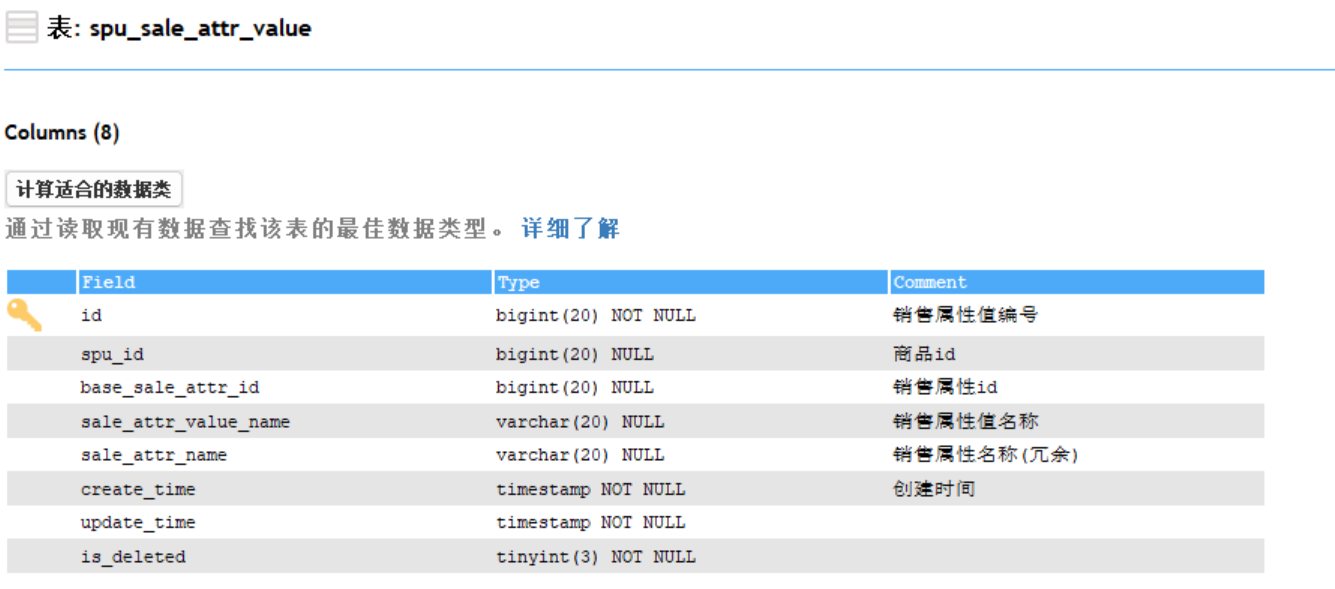 表: spu_sale_attr_value
Columns (8)
计算适合的数据类
通过读取现有数据查找该表的最佳数据类型。 详细了解
Field Type Comment
id bigint(20) NOT NULL 销售属性值编号
spu_id bigint(20) NULL 商品id
base_sale_attr_id bigint(20) NULL 销售属性id
sale_attr_value_name varchar(20) NULL 销售属性值名称
sale_attr_name varchar(20) NULL 销售属性名称(冗余)
create_time timestamp NOT NULL 创建时间
update_time timestamp NOT NULL
is_deleted tinyint(3) NOT NULL